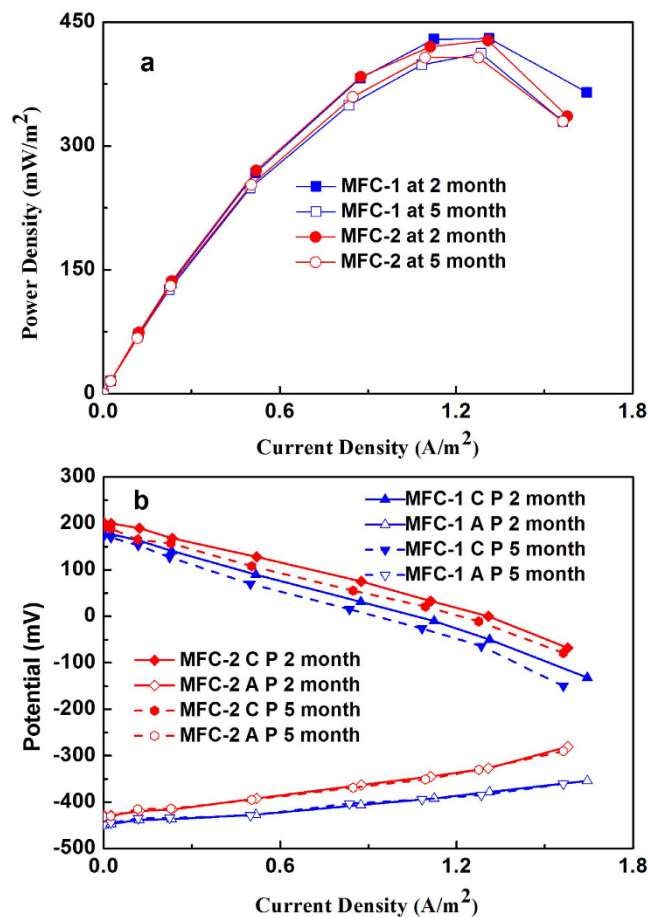 450
300
150
0
0.0
0.6
1.2
1.8
Power Density (mW/m²)
Current Density (A/m²)
a
MFC-1 at 2 month
MFC-1 at 5 month
MFC-2 at 2 month
MFC-2 at 5 month
300
200
100
0
-100
-200
-300
-400
-500
0.0
0.6
1.2
1.8
Potential (mV)
Current Density (A/m²)
b
MFC-1 C P 2 month
MFC-1 A P 2 month
MFC-1 C P 5 month
MFC-1 A P 5 month
MFC-2 C P 2 month
MFC-2 A P 2 month
MFC-2 C P 5 month
MFC-2 A P 5 month